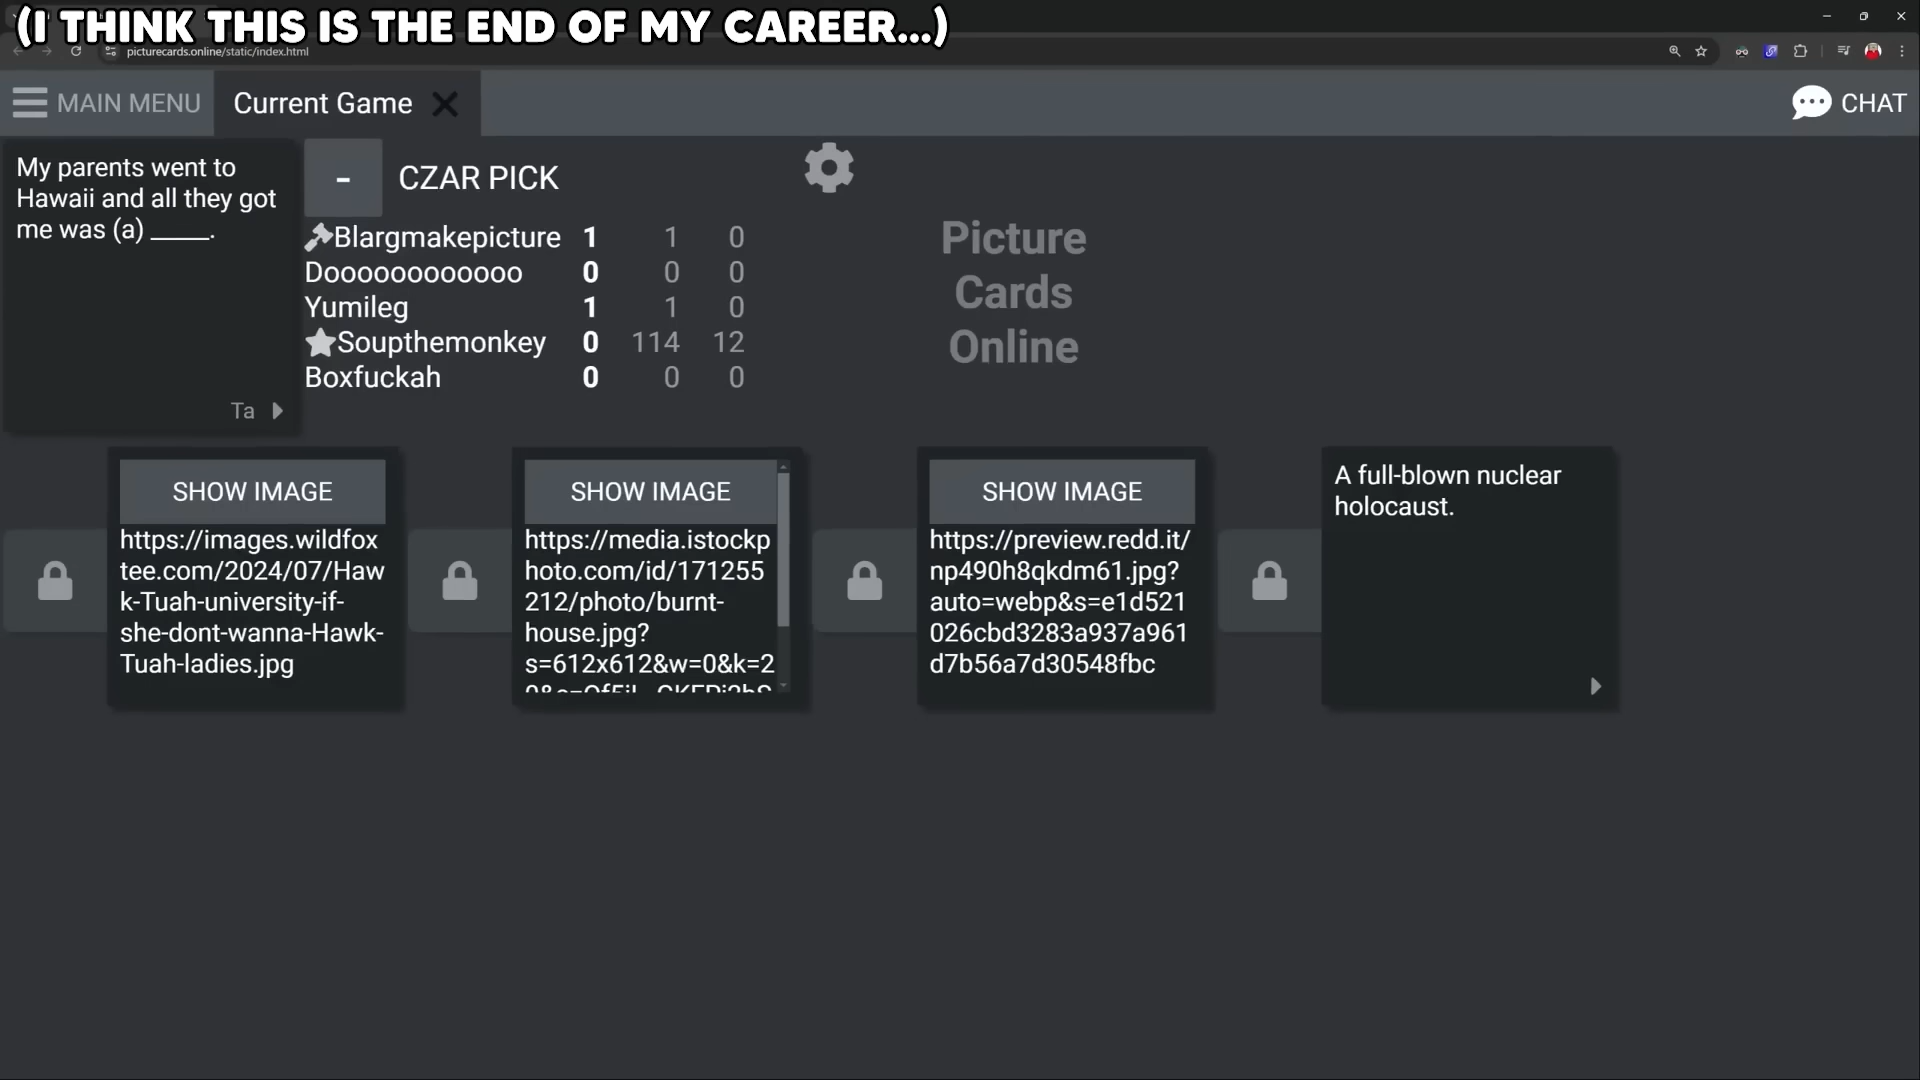 (I THINK THIS IS THE END OF MY CAREER...)
picturecards.online/static/index.html
MAIN MENU
Current Game
CHAT
My parents went to
Hawaii and all they got
me was (a) _____.
Ta
-
CZAR PICK
Blargmakepicture 1 1 0
Doooooooooooo 0 0 0
Yumileg 1 1 0
Soupthemonkey 0 114 12
Boxfuckah 0 0 0
Picture
Cards
Online
SHOW IMAGE
https://images.wildfox
tee.com/2024/07/Haw
k-Tuah-university-if-
she-dont-wanna-Hawk-
Tuah-ladies.jpg
SHOW IMAGE
https://media.istockp
hoto.com/id/171255
212/photo/burnt-
house.jpg?
s=612x612&w=0&k=2
SHOW IMAGE
https://preview.redd.it/
np490h8qkdm61.jpg?
auto=webp&s=e1d521
026cbd3283a937a961
d7b56a7d30548fbc
A full-blown nuclear
holocaust.